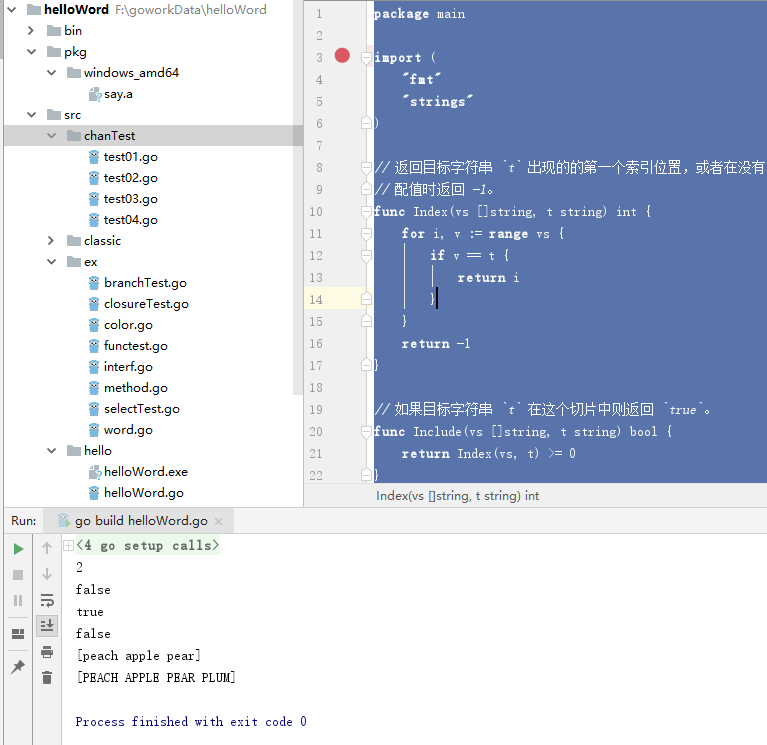 helloWord F:\goworkData\helloWord
bin
pkg
windows_amd64
say.a
src
chanTest
test01.go
test02.go
test03.go
test04.go
classic
ex
branchTest.go
closureTest.go
color.go
functest.go
interf.go
method.go
selectTest.go
word.go
hello
helloWord.exe
helloWord.go
1 package main
2
3 import (
4 "fmt"
5 "strings"
6 )
7
8 // 返回目标字符串 `t` 出现的的第一个索引位置，或者在没有
9 // 配值时返回 -1。
10 func Index(vs []string, t string) int {
11 for i, v := range vs {
12 if v == t {
13 return i
14 }
15 }
16 return -1
17 }
18
19 // 如果目标字符串 `t` 在这个切片中则返回 `true`。
20 func Include(vs []string, t string) bool {
21 return Index(vs, t) >= 0
22 }
Index(vs []string, t string) int
Run: go build helloWord.go
<4 go setup calls>
2
false
true
false
[peach apple pear]
[PEACH APPLE PEAR PLUM]
Process finished with exit code 0